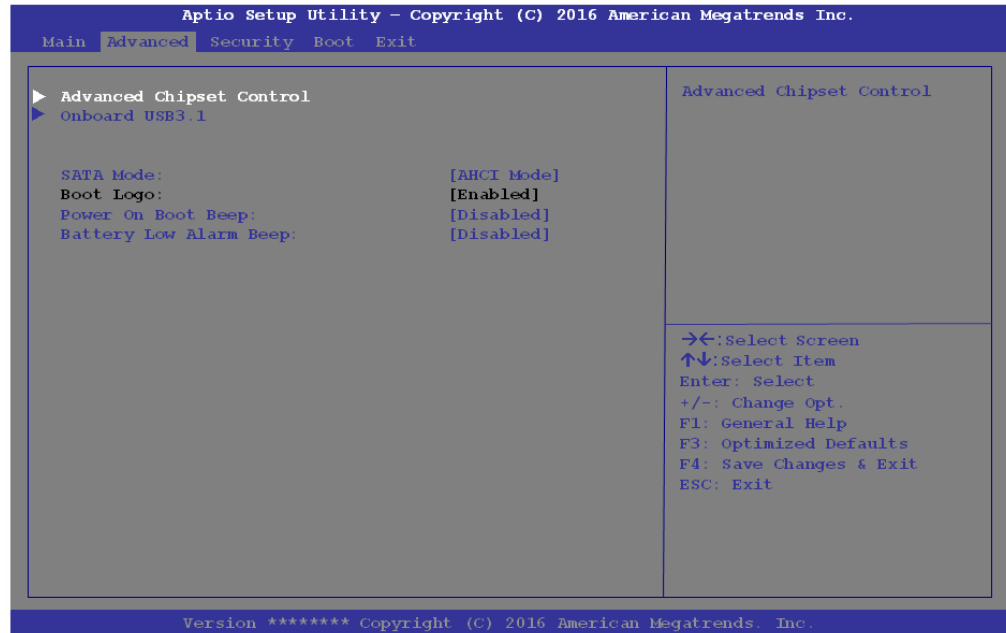 Aptio Setup Utility – Copyright (C) 2016 American Megatrends Inc.
Main Advanced Security Boot Exit
▶ Advanced Chipset Control
▶ Onboard USB3.1
SATA Mode: [AHCI Mode]
Boot Logo: [Enabled]
Power On Boot Beep: [Disabled]
Battery Low Alarm Beep: [Disabled]
Advanced Chipset Control
→←:Select Screen
↑↓:Select Item
Enter: Select
+/-: Change Opt.
F1: General Help
F3: Optimized Defaults
F4: Save Changes & Exit
ESC: Exit
Version ******** Copyright (C) 2016 American Megatrends. Inc.